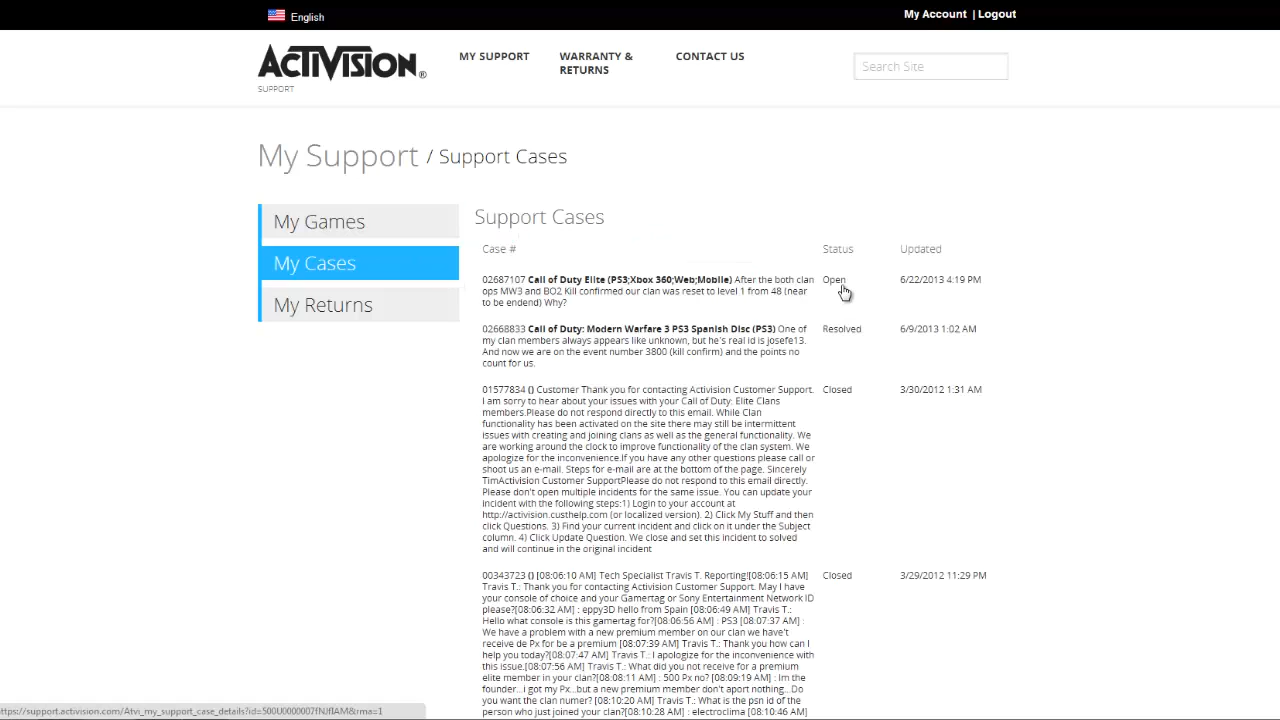 English
My Account | Logout
ACTIVISION®
SUPPORT
MY SUPPORT
WARRANTY &
RETURNS
CONTACT US
Search Site
My Support / Support Cases
My Games
My Cases
My Returns
Support Cases
Case # Status Updated
02687107 Call of Duty Elite (PS3;Xbox 360;Web;Mobile) After the both clan Open 6/22/2013 4:19 PM
ops MW3 and BO2 Kill confirmed our clan was reset to level 1 from 48 (near
to be endend) Why?
02668833 Call of Duty: Modern Warfare 3 PS3 Spanish Disc (PS3) One of Resolved 6/9/2013 1:02 AM
my clan members always appears like unknown, but he's real id is josefe13.
And now we are on the event number 3800 (kill confirm) and the points no
count for us.
01577834 () Customer Thank you for contacting Activision Customer Support. Closed 3/30/2012 1:31 AM
I am sorry to hear about your issues with your Call of Duty: Elite Clans
members.Please do not respond directly to this email. While Clan
functionality has been activated on the site there may still be intermittent
issues with creating and joining clans as well as the general functionality. We
are working around the clock to improve functionality of the clan system. We
apologize for the inconvenience.If you have any other questions please call or
shoot us an e-mail. Steps for e-mail are at the bottom of the page. Sincerely
TimActivision Customer SupportPlease do not respond to this email directly.
Please don't open multiple incidents for the same issue. You can update your
incident with the following steps:1) Login to your account at
http://activision.custhelp.com (or localized version). 2) Click My Stuff and then
click Questions. 3) Find your current incident and click on it under the Subject
column. 4) Click Update Question. We close and set this incident to solved
and will continue in the original incident
00343723 () [08:06:10 AM] Tech Specialist Travis T. Reporting![08:06:15 AM] Closed 3/29/2012 11:29 PM
Travis T.: Thank you for contacting Activision Customer Support. May I have
your console of choice and your Gamertag or Sony Entertainment Network ID
please?[08:06:32 AM] : eppy3D hello from Spain [08:06:49 AM] Travis T.:
Hello what console is this gamertag for?[08:06:56 AM] : PS3 [08:07:37 AM] :
We have a problem with a new premium member on our clan we have't
receive de Px for be a premium [08:07:39 AM] Travis T.: Thank you how can I
help you today?[08:07:47 AM] Travis T.: I apologize for the inconvenience with
this issue.[08:07:56 AM] Travis T.: What did you not receive for a premium
elite member in your clan?[08:08:11 AM] : 500 Px no? [08:09:19 AM] : Im the
founder...i got my Px...but a new premium member don't aport nothing...Do
you want the clan numer? [08:10:20 AM] Travis T.: What is the psn id of the
person who just joined your clan?[08:10:28 AM] : electroclima [08:10:46 AM]
https://support.activision.com/Atvi_my_support_case_details?id=500U0000007fNJfIAM&rma=1